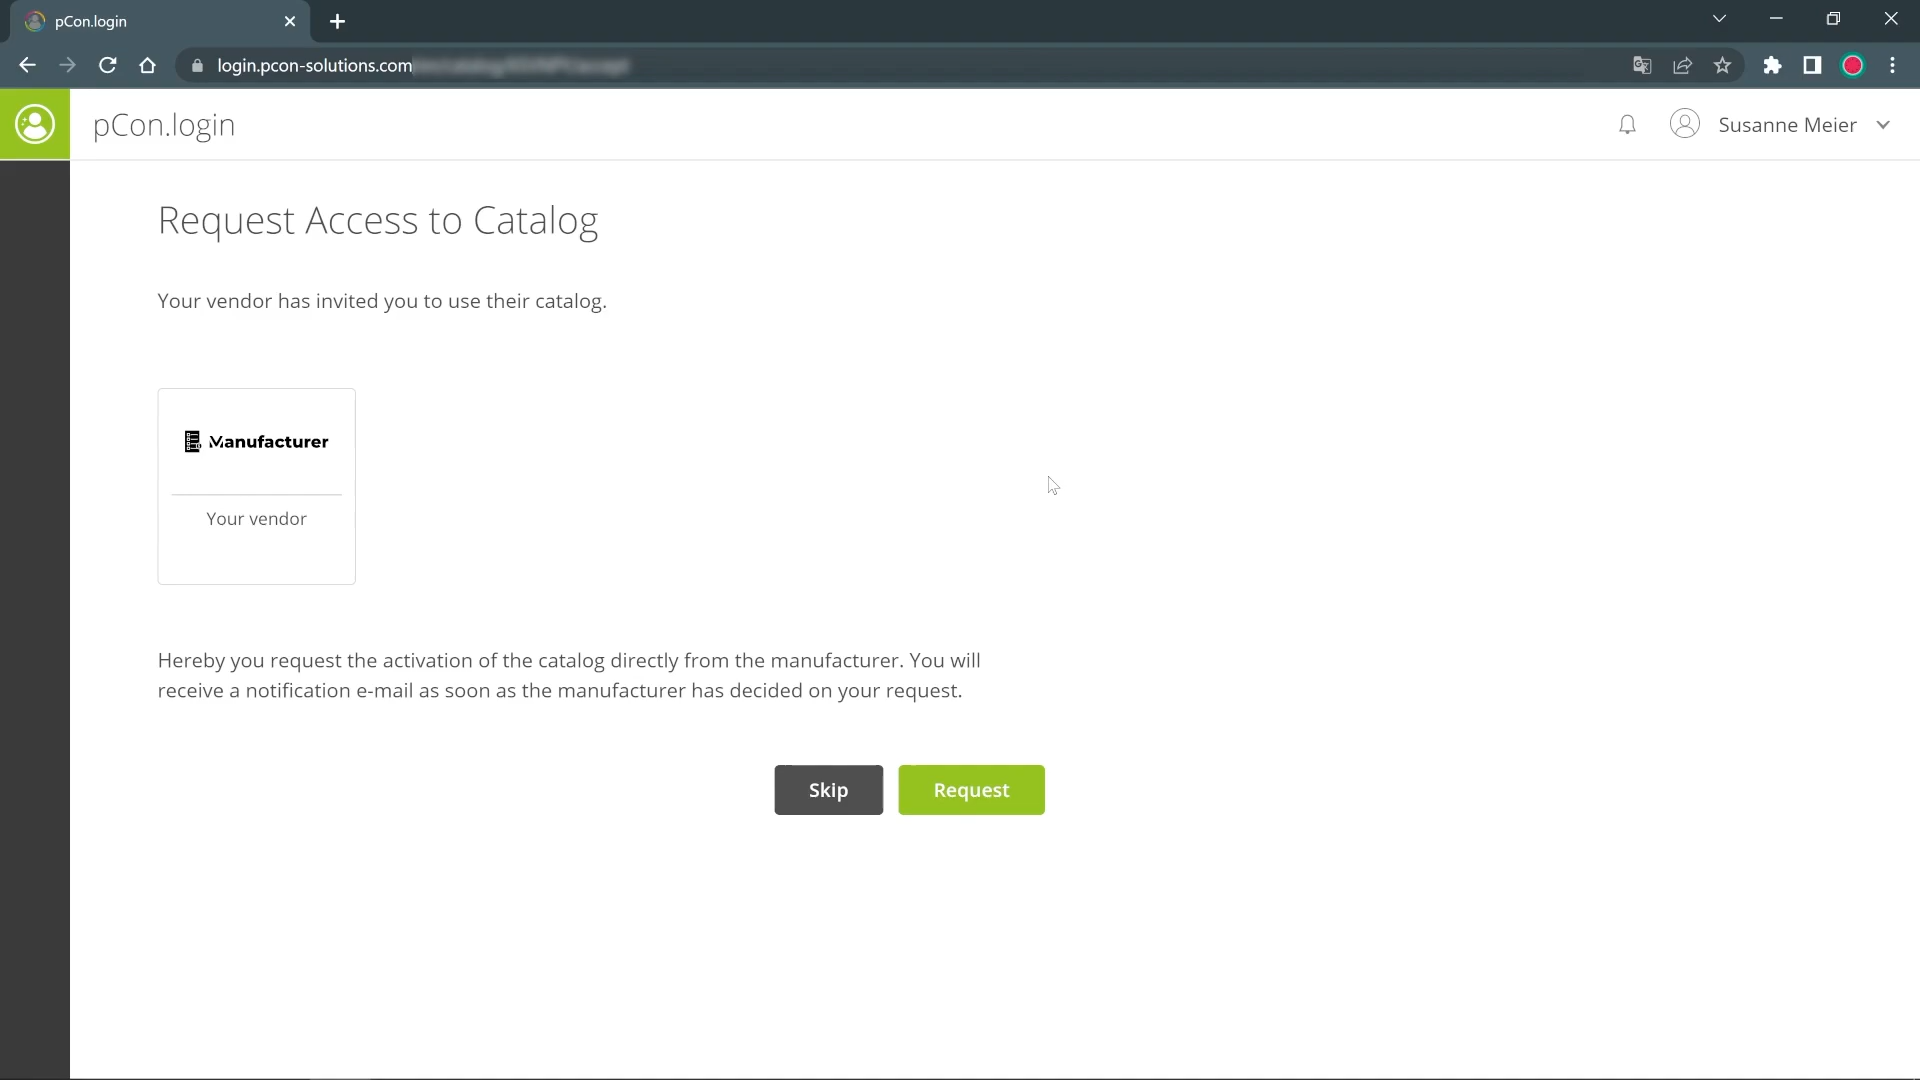 pCon.login
login.pcon-solutions.com
pCon.login
Susanne Meier
Request Access to Catalog
Your vendor has invited you to use their catalog.
Manufacturer
Your vendor
Hereby you request the activation of the catalog directly from the manufacturer. You will
receive a notification e-mail as soon as the manufacturer has decided on your request.
Skip
Request